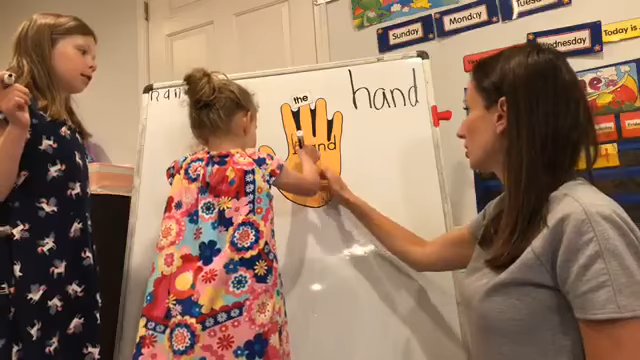 Sunday
Monday
Tuesday
Wednesday
Today is
the
hand
hand